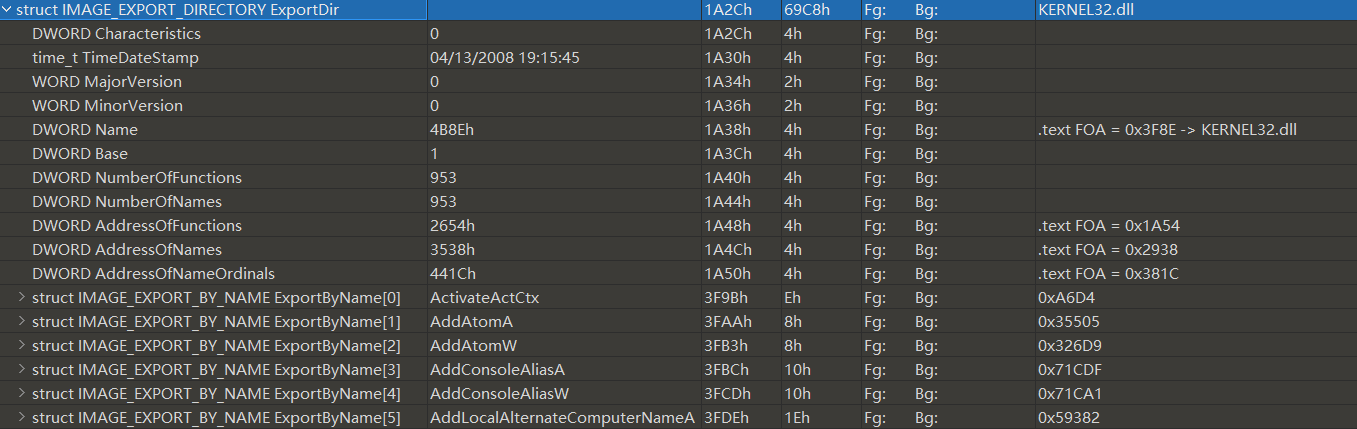 struct IMAGE_EXPORT_DIRECTORY ExportDir 1A2Ch 69C8h Fg: Bg: KERNEL32.dll
DWORD Characteristics 0 1A2Ch 4h Fg: Bg:
time_t TimeDateStamp 04/13/2008 19:15:45 1A30h 4h Fg: Bg:
WORD MajorVersion 0 1A34h 2h Fg: Bg:
WORD MinorVersion 0 1A36h 2h Fg: Bg:
DWORD Name 4B8Eh 1A38h 4h Fg: Bg: .text FOA = 0x3F8E -> KERNEL32.dll
DWORD Base 1 1A3Ch 4h Fg: Bg:
DWORD NumberOfFunctions 953 1A40h 4h Fg: Bg:
DWORD NumberOfNames 953 1A44h 4h Fg: Bg:
DWORD AddressOfFunctions 2654h 1A48h 4h Fg: Bg: .text FOA = 0x1A54
DWORD AddressOfNames 3538h 1A4Ch 4h Fg: Bg: .text FOA = 0x2938
DWORD AddressOfNameOrdinals 441Ch 1A50h 4h Fg: Bg: .text FOA = 0x381C
struct IMAGE_EXPORT_BY_NAME ExportByName[0] ActivateActCtx 3F9Bh Eh Fg: Bg: 0xA6D4
struct IMAGE_EXPORT_BY_NAME ExportByName[1] AddAtomA 3FAAh 8h Fg: Bg: 0x35505
struct IMAGE_EXPORT_BY_NAME ExportByName[2] AddAtomW 3FB3h 8h Fg: Bg: 0x326D9
struct IMAGE_EXPORT_BY_NAME ExportByName[3] AddConsoleAliasA 3FBCh 10h Fg: Bg: 0x71CDF
struct IMAGE_EXPORT_BY_NAME ExportByName[4] AddConsoleAliasW 3FCDh 10h Fg: Bg: 0x71CA1
struct IMAGE_EXPORT_BY_NAME ExportByName[5] AddLocalAlternateComputerNameA 3FDEh 1Eh Fg: Bg: 0x59382